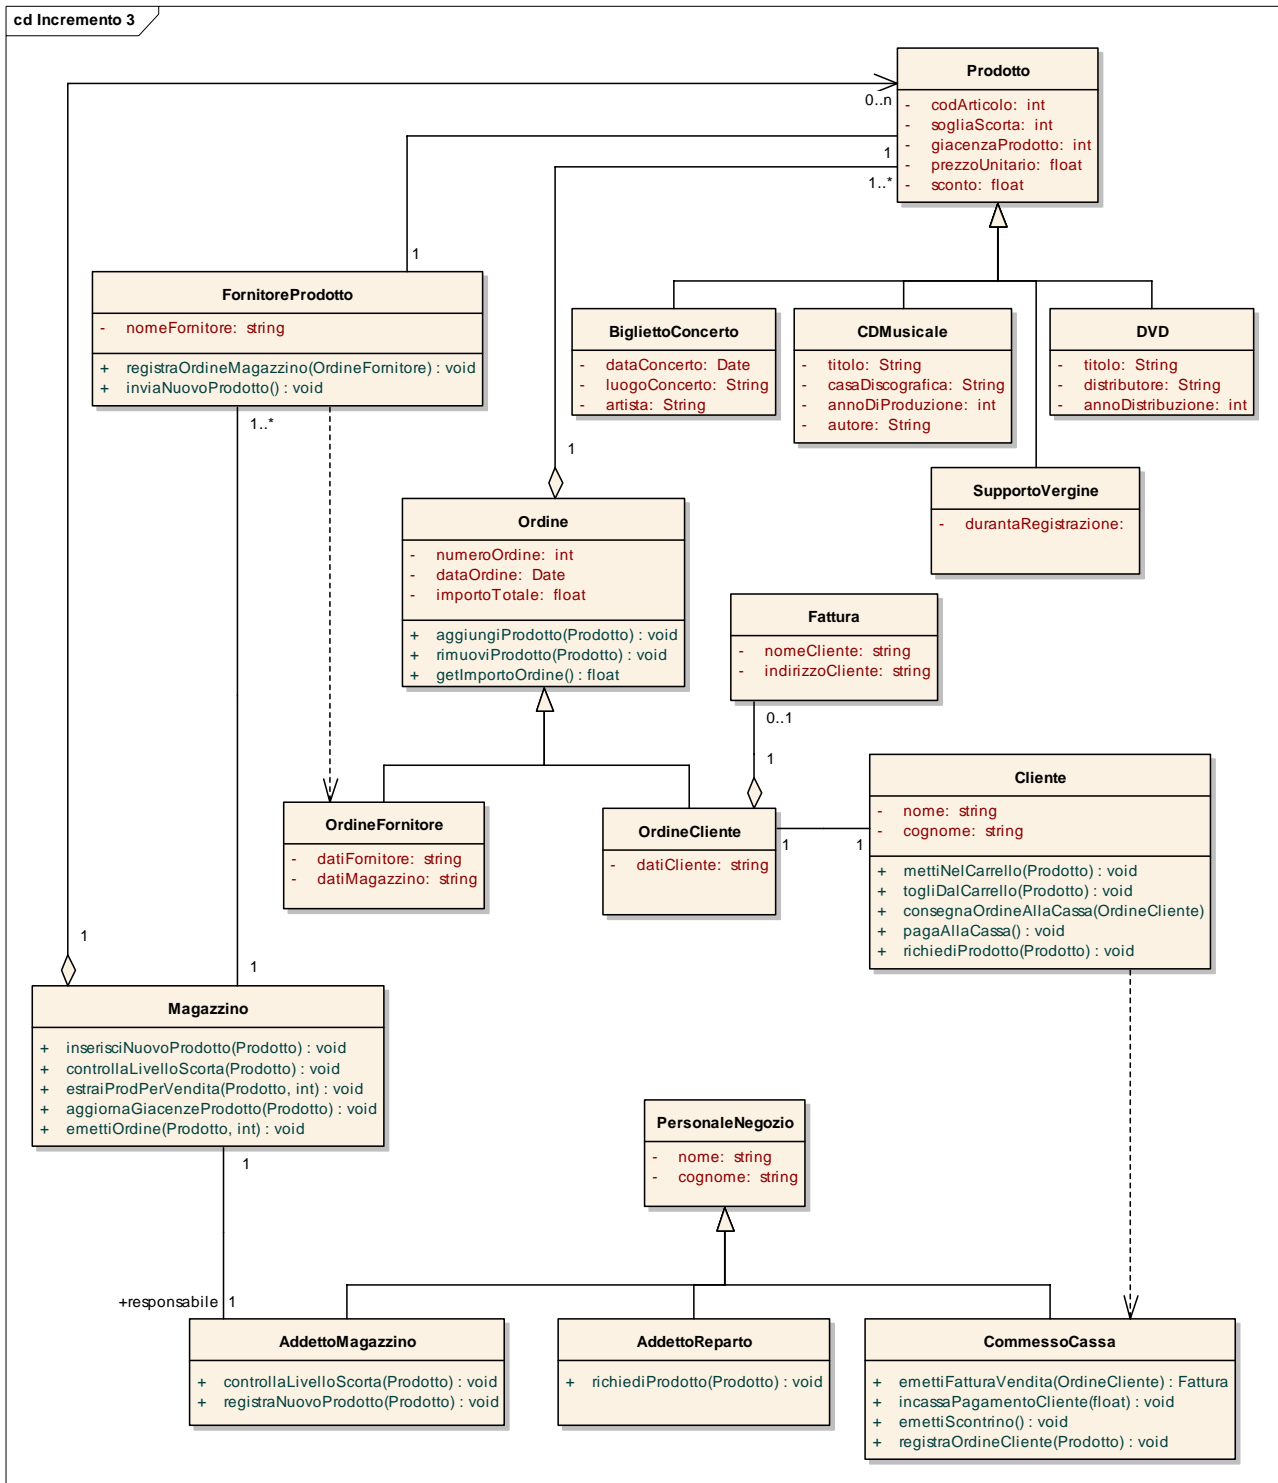 cd Incremento 3
Prodotto
- codArticolo: int
- sogliaScorta: int
- giacenzaProdotto: int
- prezzoUnitario: float
- sconto: float
0..n
1
1..*
1
FornitoreProdotto
- nomeFornitore: string
+ registraOrdineMagazzino(OrdineFornitore) : void
+ inviaNuovoProdotto() : void
BigliettoConcerto
- dataConcerto: Date
- luogoConcerto: String
- artista: String
CDMusicale
- titolo: String
- casaDiscografica: String
- annoDiProduzione: int
- autore: String
DVD
- titolo: String
- distributore: String
- annoDistribuzione: int
1..*
1
SupportoVergine
- durantaRegistrazione:
Ordine
- numeroOrdine: int
- dataOrdine: Date
- importoTotale: float
+ aggiungiProdotto(Prodotto) : void
+ rimuoviProdotto(Prodotto) : void
+ getImportoOrdine() : float
Fattura
- nomeCliente: string
- indirizzoCliente: string
0..1
1
Cliente
- nome: string
- cognome: string
+ mettiNelCarrello(Prodotto) : void
+ togliDalCarrello(Prodotto) : void
+ consegnaOrdineAllaCassa(OrdineCliente)
+ pagaAllaCassa() : void
+ richiediProdotto(Prodotto) : void
OrdineFornitore
- datiFornitore: string
- datiMagazzino: string
OrdineCliente
- datiCliente: string
1
1
1
1
Magazzino
+ inserisciNuovoProdotto(Prodotto) : void
+ controllaLivelloScorta(Prodotto) : void
+ estraiProdPerVendita(Prodotto, int) : void
+ aggiornaGiacenzeProdotto(Prodotto) : void
+ emettiOrdine(Prodotto, int) : void
1
PersonaleNegozio
- nome: string
- cognome: string
+responsabile
1
AddettoMagazzino
+ controllaLivelloScorta(Prodotto) : void
+ registraNuovoProdotto(Prodotto) : void
AddettoReparto
+ richiediProdotto(Prodotto) : void
CommessoCassa
+ emettiFatturaVendita(OrdineCliente) : Fattura
+ incassaPagamentoCliente(float) : void
+ emettiScontrino() : void
+ registraOrdineCliente(Prodotto) : void